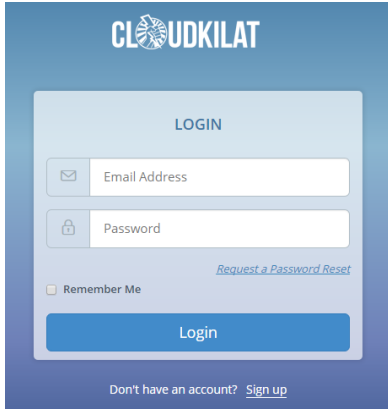 CLOUDKILAT
LOGIN
Email Address
Password
Request a Password Reset
Remember Me
Login
Don't have an account? Sign up